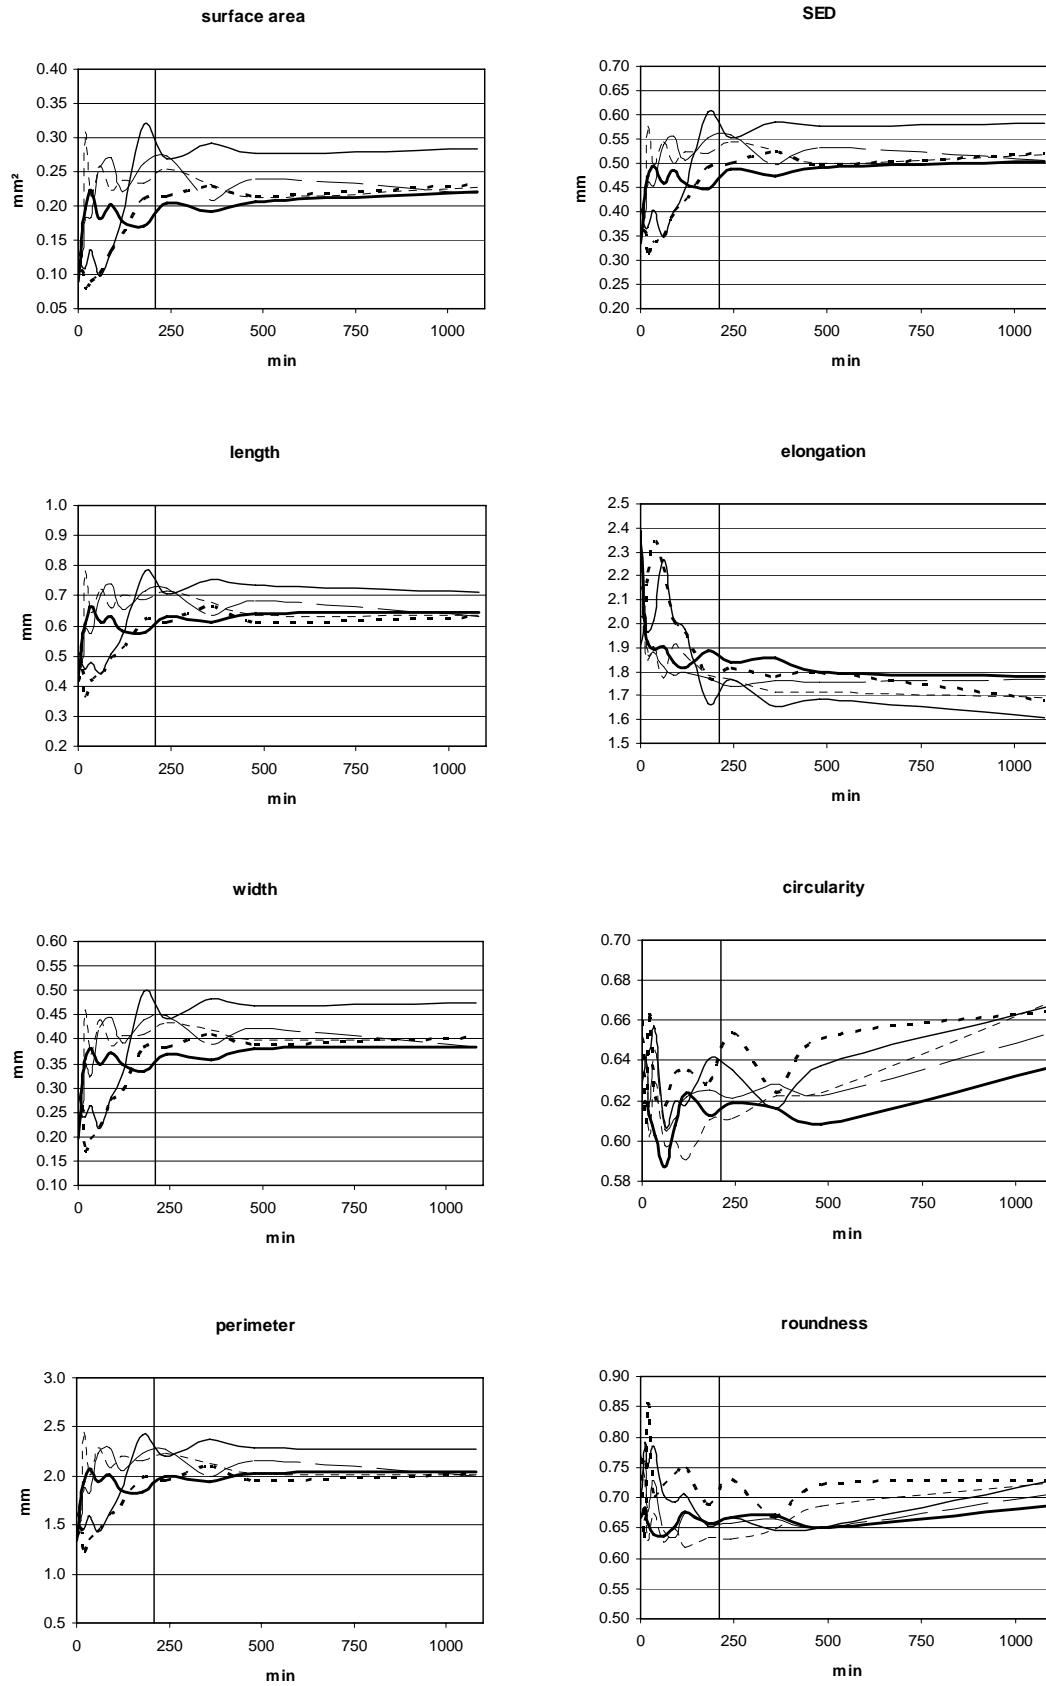 surface area
0.40
0.35
0.30
0.25
0.20
0.15
0.10
0.05
mm²
0 250 500 750 1000
min
SED
0.70
0.65
0.60
0.55
0.50
0.45
0.40
0.35
0.30
0.25
0.20
mm
0 250 500 750 1000
min
length
1.0
0.9
0.8
0.7
0.6
0.5
0.4
0.3
0.2
mm
0 250 500 750 1000
min
elongation
2.5
2.4
2.3
2.2
2.1
2.0
1.9
1.8
1.7
1.6
1.5
0 250 500 750 1000
min
width
0.60
0.55
0.50
0.45
0.40
0.35
0.30
0.25
0.20
0.15
0.10
mm
0 250 500 750 1000
min
circularity
0.70
0.68
0.66
0.64
0.62
0.60
0.58
0 250 500 750 1000
min
perimeter
3.0
2.5
2.0
1.5
1.0
0.5
mm
0 250 500 750 1000
min
roundness
0.90
0.85
0.80
0.75
0.70
0.65
0.60
0.55
0.50
0 250 500 750 1000
min